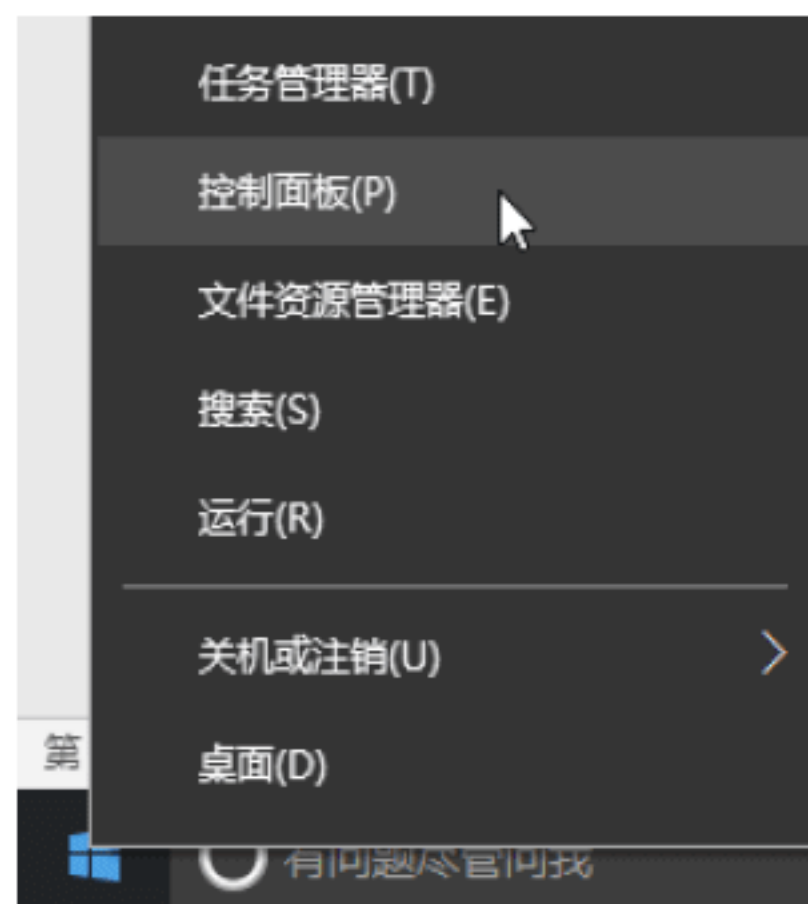 任务管理器(T)
控制面板(P)
文件资源管理器(E)
搜索(S)
运行(R)
关机或注销(U)
第
桌面(D)
有问题尽管问我